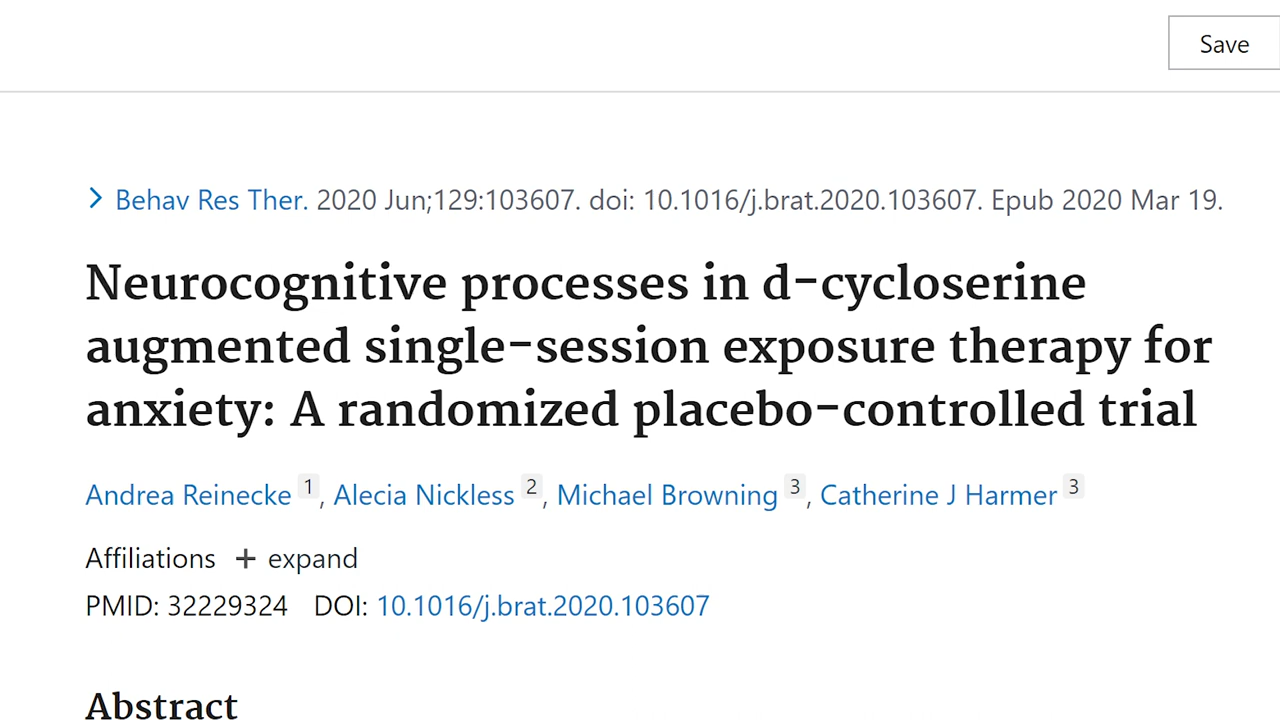 Save
Behav Res Ther. 2020 Jun;129:103607. doi: 10.1016/j.brat.2020.103607. Epub 2020 Mar 19.
Neurocognitive processes in d-cycloserine
augmented single-session exposure therapy for
anxiety: A randomized placebo-controlled trial
Andrea Reinecke 1, Alecia Nickless 2, Michael Browning 3, Catherine J Harmer 3
Affiliations + expand
PMID: 32229324 DOI: 10.1016/j.brat.2020.103607
Abstract